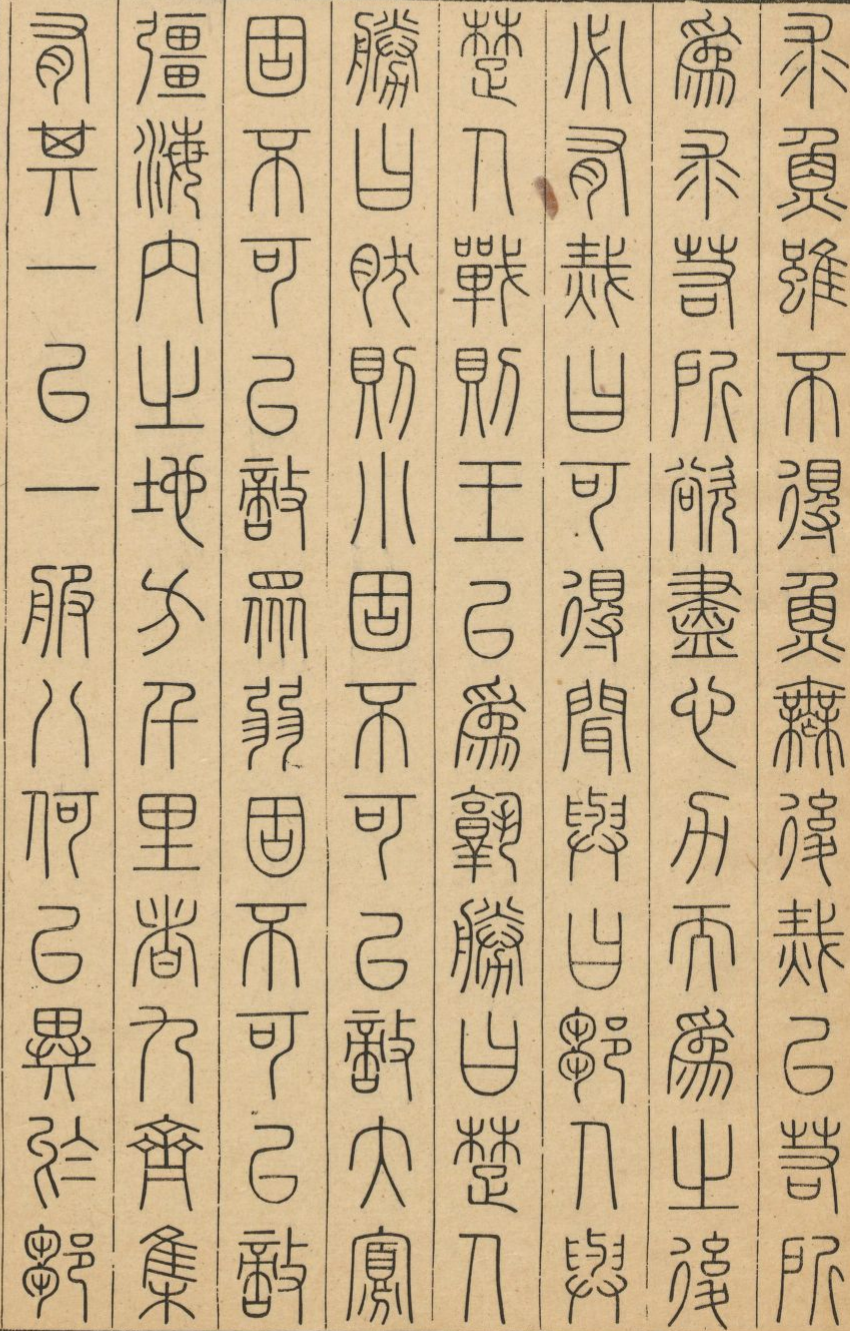 求魚雖不得魚無後烖以若所
為求若所欲盡心力而為之後
必有烖曰可得聞與曰鄒人與
楚人戰則王以為孰勝曰楚人
勝曰然則小固不可以敵大寡
固不可以敵眾弱固不可以敵
彊海內之地方千里者九齊集
有其一以一服八何以異於鄒